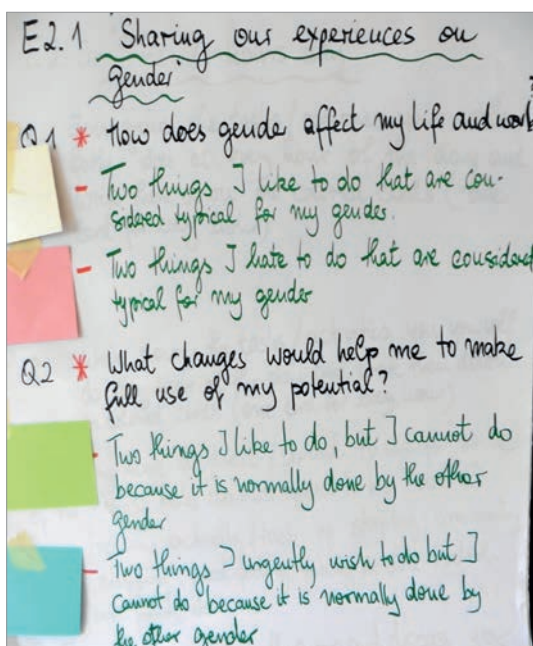 E2.1 Sharing our experiences on
gender
Q1 * How does gender affect my life and work?
- Two things I like to do that are con-
sidered typical for my gender.
- Two things I hate to do that are considered
typical for my gender
Q2 * What changes would help me to make
full use of my potential?
- Two things I like to do, but I cannot do
because it is normally done by the other
gender
- Two things I urgently wish to do but I
cannot do because it is normally done by
the other gender